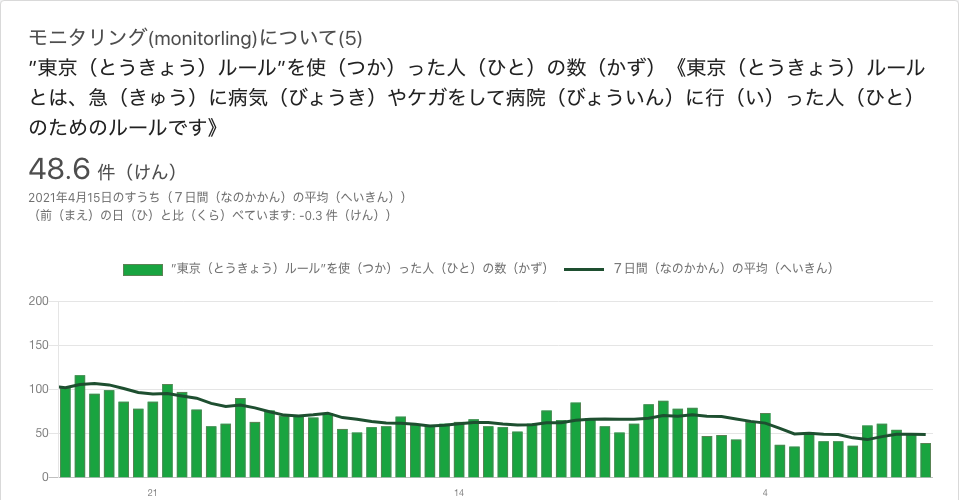 モニタリング(monitorling)について(5)
”東京（とうきょう）ルール”を使（つか）った人（ひと）の数（かず）《東京（とうきょう）ルール
とは、急（きゅう）に病気（びょうき）やケガをして病院（びょういん）に行（い）った人（ひと）
のためのルールです》
48.6 件（けん）
2021年4月15日のすうち（７日間（なのかかん）の平均（へいきん））
（前（まえ）の日（ひ）と比（くら）べています: -0.3 件（けん））
”東京（とうきょう）ルール”を使（つか）った人（ひと）の数（かず） ７日間（なのかかん）の平均（へいきん）
200
150
100
50
0
21 14 4